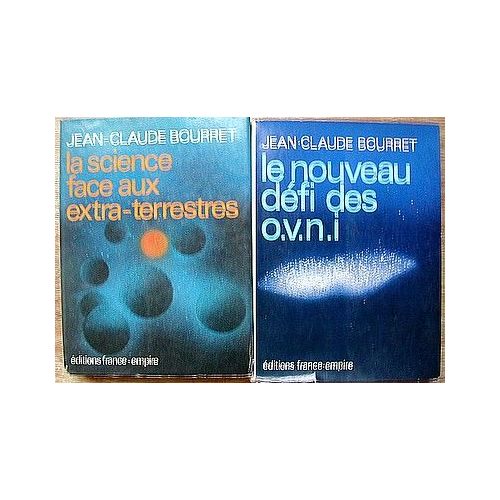 JEAN-CLAUDE BOURRET
la science
face aux
extra-terrestres
éditions france-empire
JEAN-CLAUDE BOURRET
le nouveau
défi des
o.v.n.i
éditions france-empire